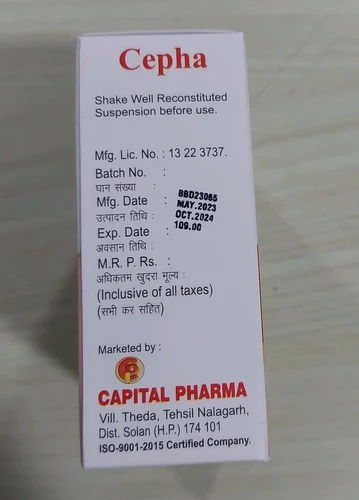 Cepha
Shake Well Reconstituted
Suspension before use.
Mfg. Lic. No. : 13 22 3737.
Batch No. :
घान संख्या :
BBD23065
Mfg. Date :
MAY.2023
उत्पादन तिथि :
OCT.2024
Exp. Date :
109.00
अवसान तिथि :
M.R. P. Rs. :
अधिकतम खुदरा मूल्य :
(Inclusive of all taxes)
(सभी कर सहित)
Marketed by :
CAPITAL PHARMA
Vill. Theda, Tehsil Nalagarh,
Dist. Solan (H.P.) 174 101
ISO-9001-2015 Certified Company.